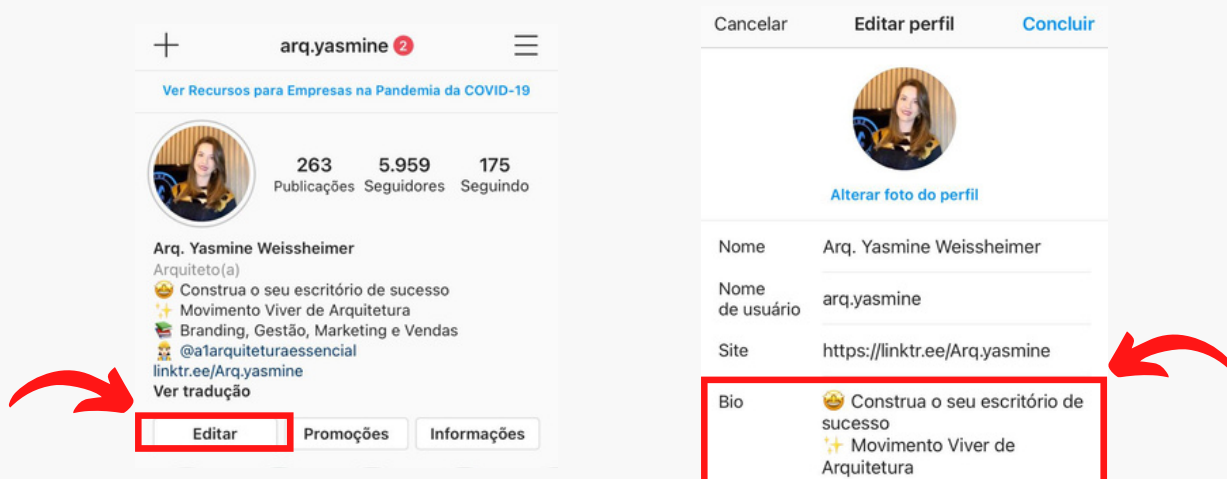 arq.yasmine 2
Ver Recursos para Empresas na Pandemia da COVID-19
263 5.959 175
Publicações Seguidores Seguindo
Arq. Yasmine Weissheimer
Arquiteto(a)
🤩 Construa o seu escritório de sucesso
✨ Movimento Viver de Arquitetura
📚 Branding, Gestão, Marketing e Vendas
👷 @a1arquiteturaessencial
linktr.ee/Arq.yasmine
Ver tradução
Editar Promoções Informações
Cancelar Editar perfil Concluir
Alterar foto do perfil
Nome Arq. Yasmine Weissheimer
Nome
de usuário arq.yasmine
Site https://linktr.ee/Arq.yasmine
Bio 🤩 Construa o seu escritório de
sucesso
✨ Movimento Viver de
Arquitetura